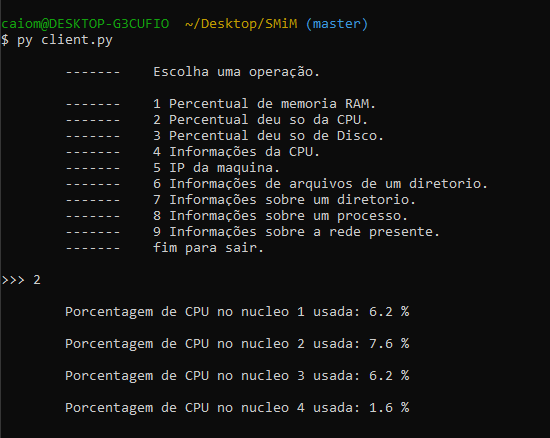 caiom@DESKTOP-G3CUFIO ~/Desktop/SMiM (master)
$ py client.py
------- Escolha uma operação.
------- 1 Percentual de memoria RAM.
------- 2 Percentual deu so da CPU.
------- 3 Percentual deu so de Disco.
------- 4 Informações da CPU.
------- 5 IP da maquina.
------- 6 Informações de arquivos de um diretorio.
------- 7 Informações sobre um diretorio.
------- 8 Informações sobre um processo.
------- 9 Informações sobre a rede presente.
------- fim para sair.
>>> 2
Porcentagem de CPU no nucleo 1 usada: 6.2 %
Porcentagem de CPU no nucleo 2 usada: 7.6 %
Porcentagem de CPU no nucleo 3 usada: 6.2 %
Porcentagem de CPU no nucleo 4 usada: 1.6 %